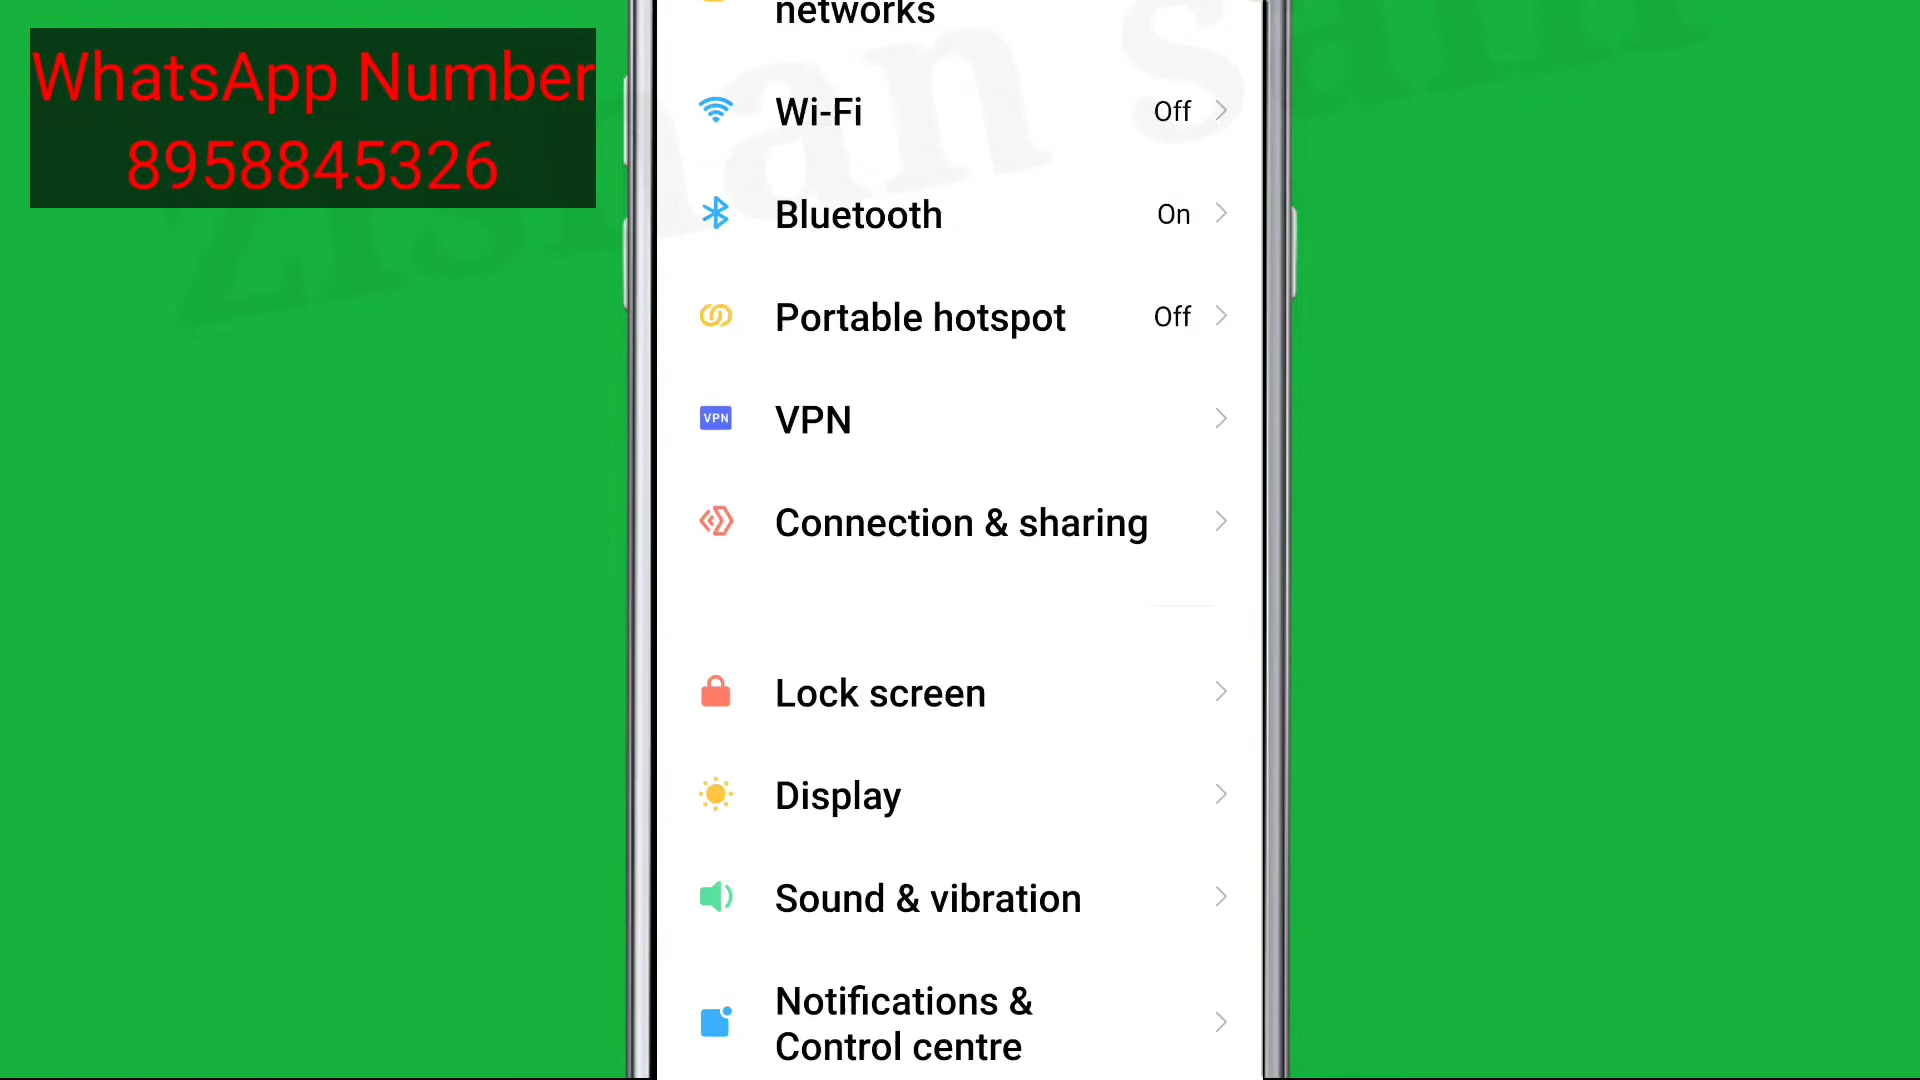 WhatsApp Number
8958845326
networks
Wi-Fi Off
Bluetooth On
Portable hotspot Off
VPN VPN
Connection & sharing
Lock screen
Display
Sound & vibration
Notifications &
Control centre